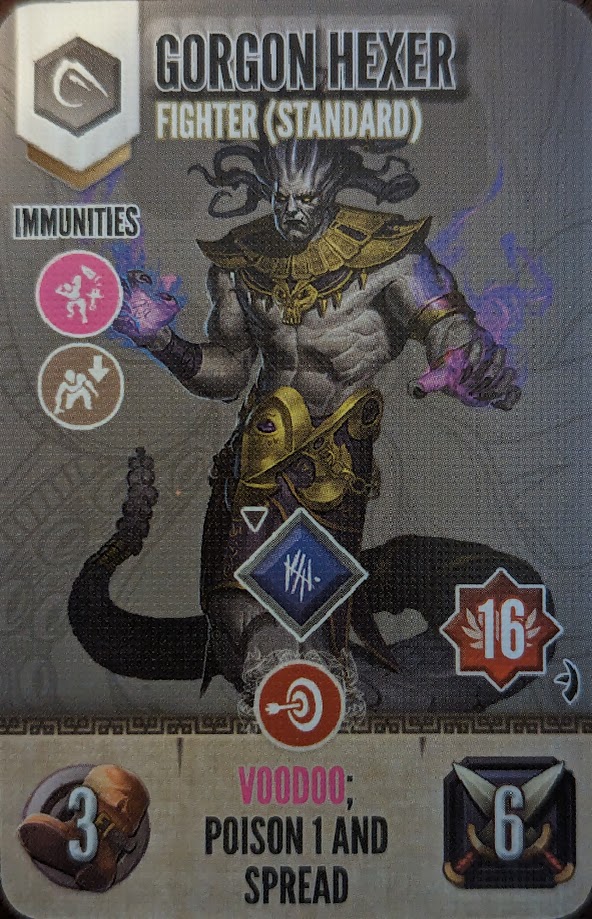 GORGON HEXER
FIGHTER (STANDARD)
IMMUNITIES
16
3
VOODOO;
POISON 1 AND
SPREAD
6